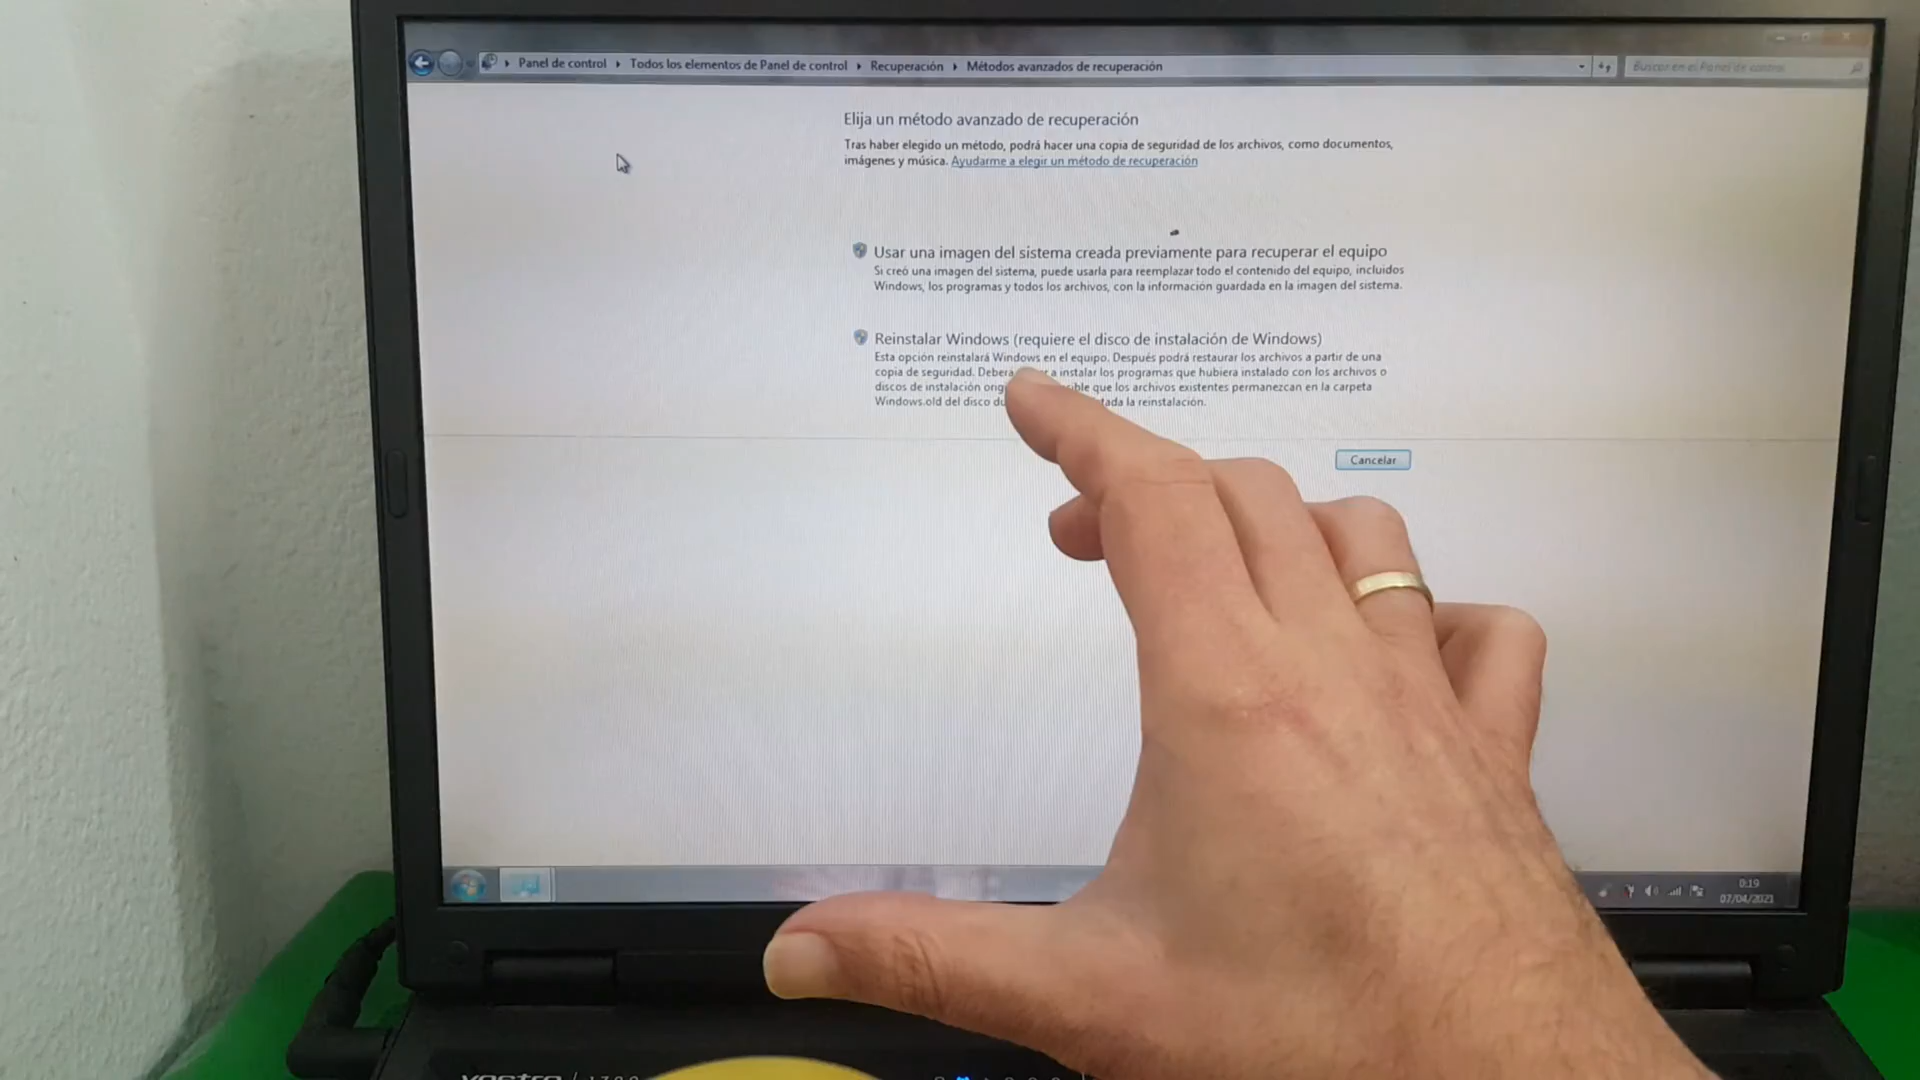 Panel de control Todos los elementos de Panel de control Recuperación Métodos avanzados de recuperación
Buscar en el Panel de control
Elija un método avanzado de recuperación
Tras haber elegido un método, podrá hacer una copia de seguridad de los archivos, como documentos,
imágenes y música. Ayudarme a elegir un método de recuperación
Usar una imagen del sistema creada previamente para recuperar el equipo
Si creó una imagen del sistema, puede usarla para reemplazar todo el contenido del equipo, incluidos
Windows, los programas y todos los archivos, con la información guardada en la imagen del sistema.
Reinstalar Windows (requiere el disco de instalación de Windows)
Esta opción reinstalará Windows en el equipo. Después podrá restaurar los archivos a partir de una
copia de seguridad. Deberá a instalar los programas que hubiera instalado con los archivos o
discos de instalación que los archivos existentes permanezcan en la carpeta
Windows.old del disco la reinstalación.
Cancelar
0:19
07/04/2021